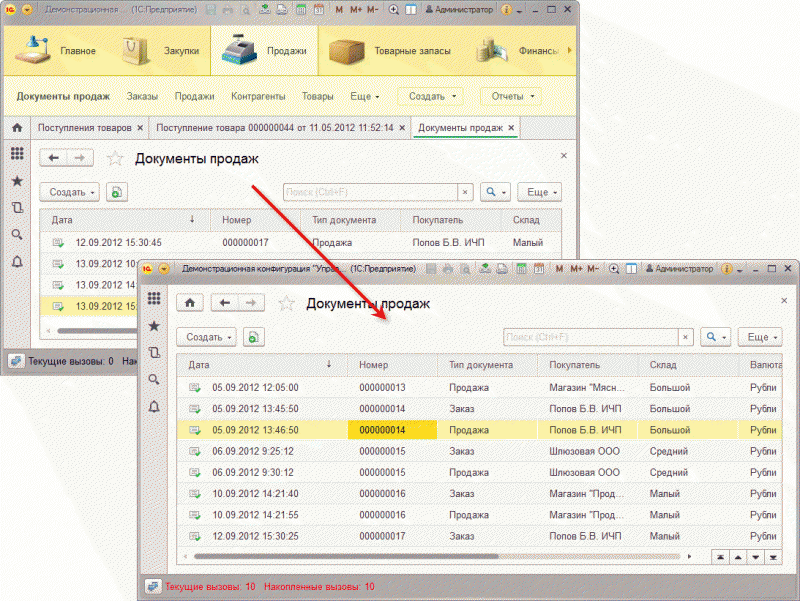 Демонстрационная ... (1С:Предприятие) M M+ M- Администратор
Главное Закупки Продажи Товарные запасы Финансы
Документы продаж Заказы Продажи Контрагенты Товары Еще Создать Отчеты
Поступления товаров × Поступление товара 000000044 от 11.05.2012 11:52:14 × Документы продаж ×
Документы продаж
Создать Поиск (Ctrl+F) × Еще
Дата ↓ Номер Тип документа Покупатель Склад
12.09.2012 15:30:45 000000017 Продажа Попов Б.В. ИЧП Малый
13.09.2012 10:
13.09.2012 14:
13.09.2012 15:
Текущие вызовы: 0 Нак
Демонстрационная конфигурация "Управ... (1С:Предприятие) M M+ M- Администратор
Документы продаж
Создать Поиск (Ctrl+F) × Еще
Дата ↓ Номер Тип документа Покупатель Склад Валюта
05.09.2012 12:05:00 000000013 Продажа Магазин "Мясн... Большой Рубли
05.09.2012 13:45:50 000000014 Заказ Попов Б.В. ИЧП Большой Рубли
05.09.2012 13:46:50 000000014 Продажа Попов Б.В. ИЧП Большой Рубли
06.09.2012 9:25:12 000000015 Заказ Шлюзовая ООО Средний Рубли
06.09.2012 9:30:12 000000015 Продажа Шлюзовая ООО Средний Рубли
10.09.2012 14:21:40 000000016 Заказ Магазин "Прод... Малый Рубли
10.09.2012 14:21:55 000000016 Продажа Магазин "Прод... Малый Рубли
12.09.2012 15:30:25 000000017 Заказ Попов Б.В. ИЧП Малый Рубли
Текущие вызовы: 10 Накопленные вызовы: 10